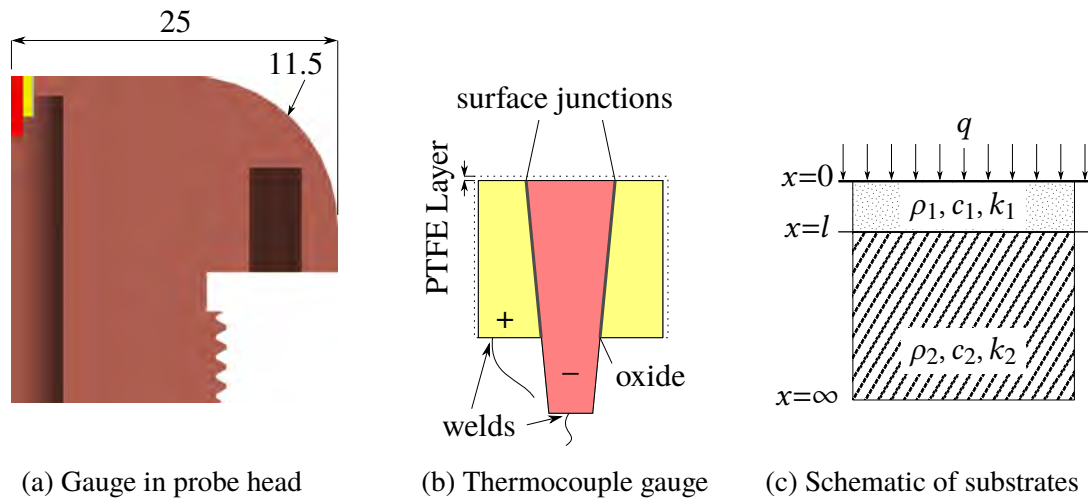 25
11.5
surface junctions
PTFE Layer
+
−
oxide
welds
q
x=0
ρ₁, c₁, k₁
x=l
ρ₂, c₂, k₂
x=∞
(a) Gauge in probe head
(b) Thermocouple gauge
(c) Schematic of substrates